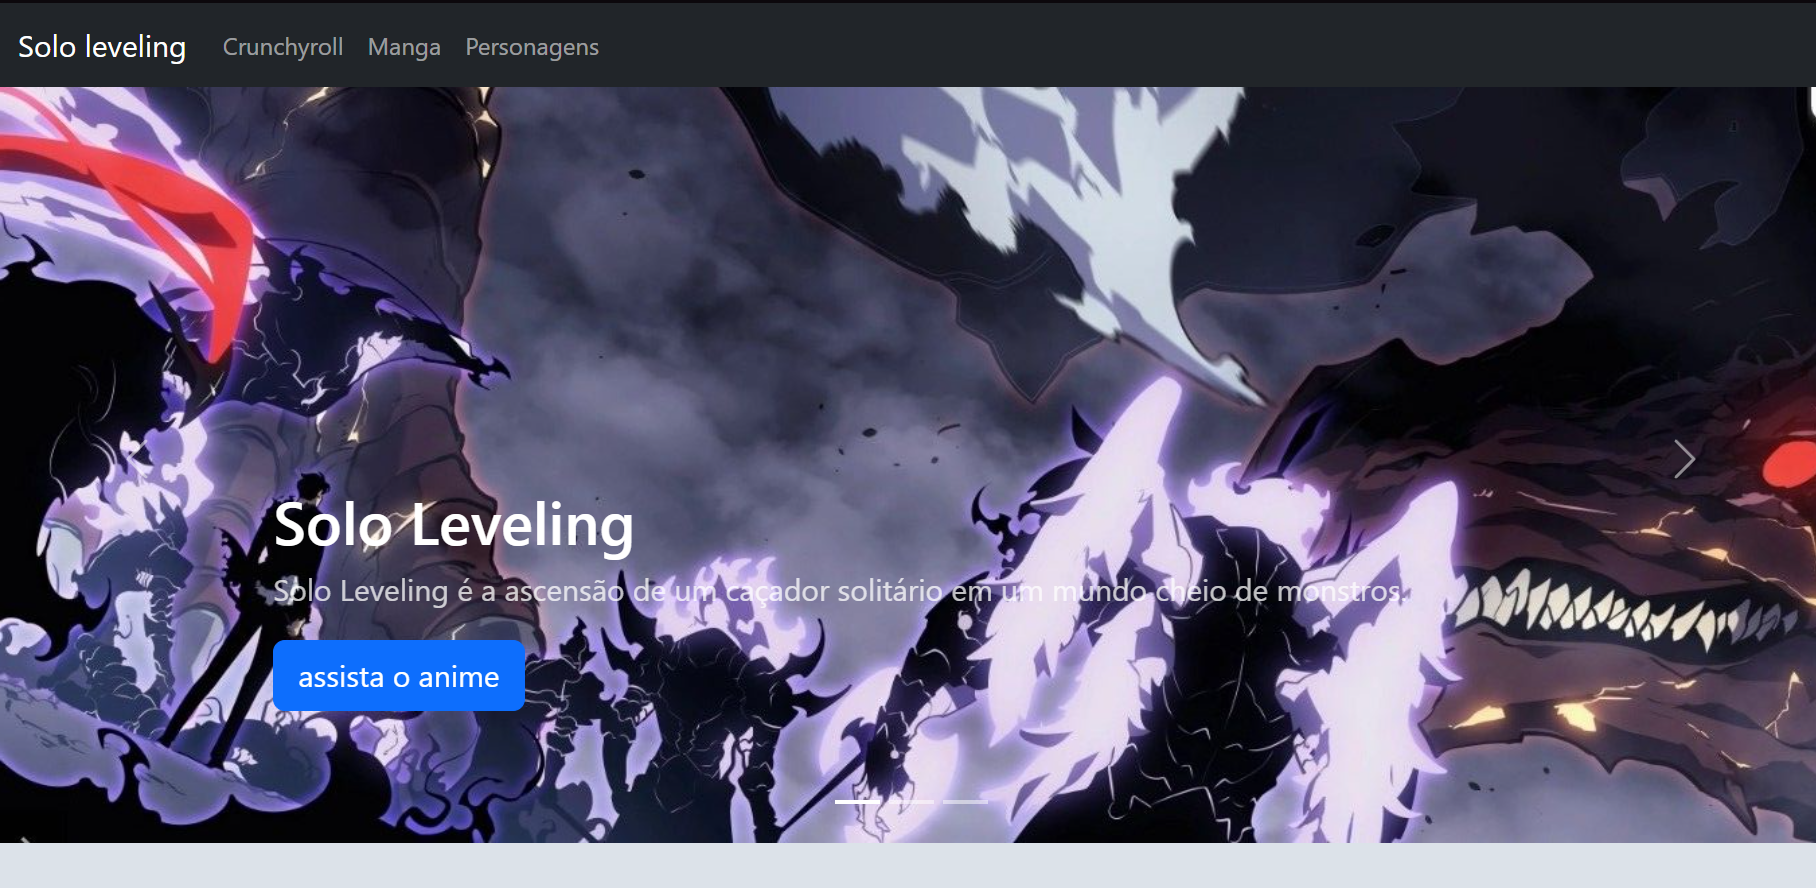 Solo leveling Crunchyroll Manga Personagens
Solo Leveling
Solo Leveling é a ascensão de um caçador solitário em um mundo cheio de monstros.
assista o anime